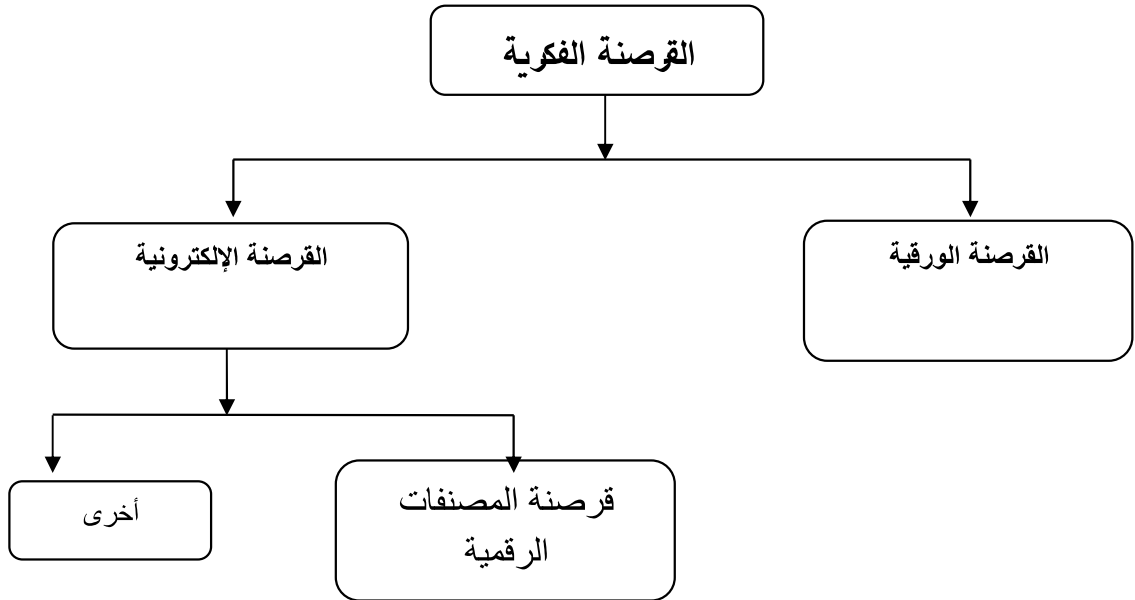 القرصنة الفكرية
القرصنة الورقية
القرصنة الإلكترونية
قرصنة المصنفات
الرقمية
أخرى